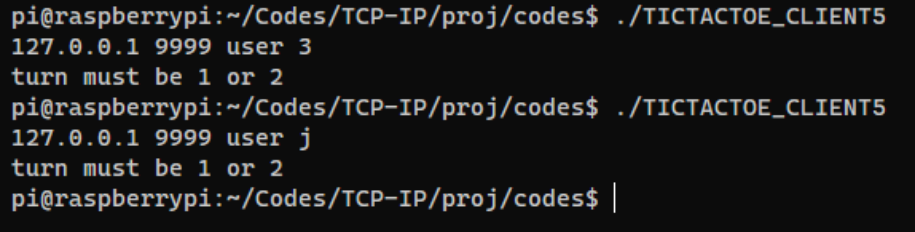 pi@raspberrypi:~/Codes/TCP-IP/proj/codes$ ./TICTACTOE_CLIENT5
127.0.0.1 9999 user 3
turn must be 1 or 2
pi@raspberrypi:~/Codes/TCP-IP/proj/codes$ ./TICTACTOE_CLIENT5
127.0.0.1 9999 user j
turn must be 1 or 2
pi@raspberrypi:~/Codes/TCP-IP/proj/codes$